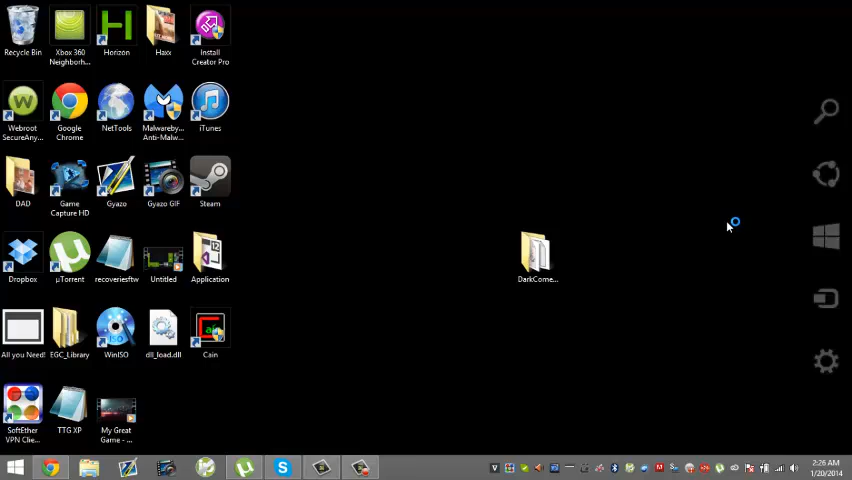 Recycle Bin
Xbox 360
Neighborh...
Horizon
Haxx
Install
Creator Pro
Webroot
SecureAny...
Google
Chrome
NetTools
Malwareby...
Anti-Malw...
iTunes
DAD
Game
Capture HD
Gyazo
Gyazo GIF
Steam
Dropbox
µTorrent
recoveriesftw
Untitled
Application
DarkCome...
All you Need!
EGC_Library
WinISO
dll_load.dll
Cain
SoftEther
VPN Clie...
TTG XP
My Great
Game - ...
2:26 AM
1/20/2014